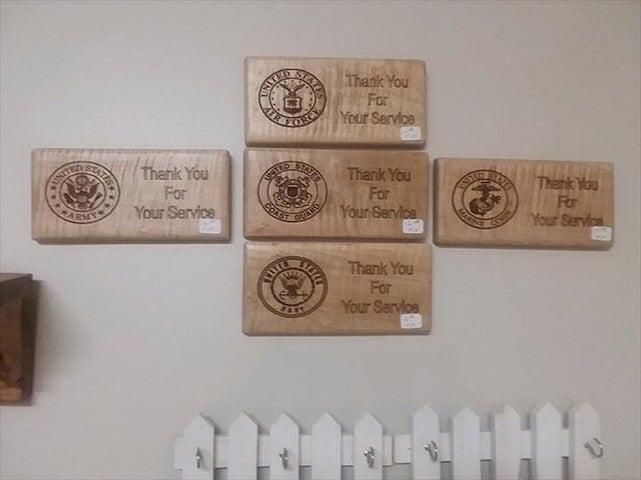 UNITED STATES
AIR FORCE
Thank You
For
Your Service
UNITED STATES
ARMY
Thank You
For
Your Service
UNITED STATES
COAST GUARD
Thank You
For
Your Service
UNITED STATES
MARINE CORPS
Thank You
For
Your Service
UNITED STATES
NAVY
Thank You
For
Your Service